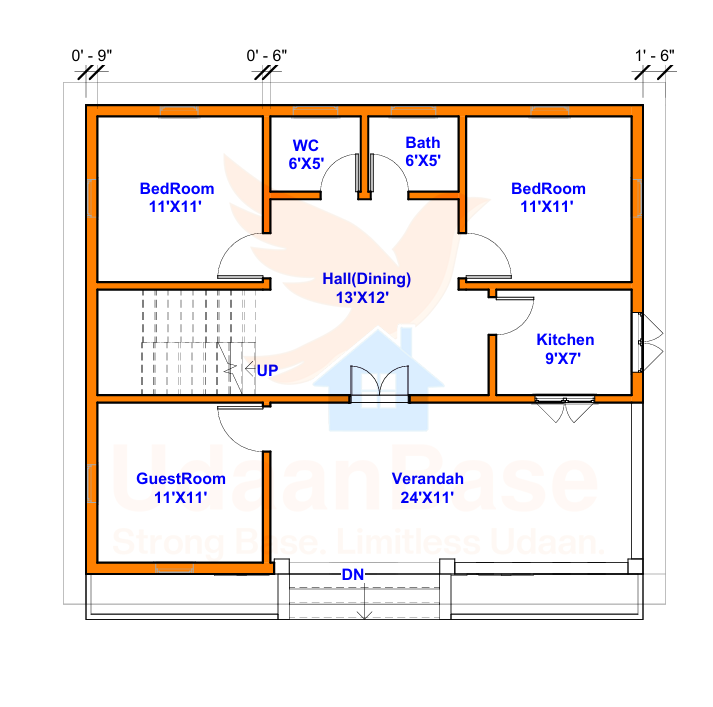 0' - 9"
0' - 6"
1' - 6"
WC
6'X5'
Bath
6'X5'
BedRoom
11'X11'
BedRoom
11'X11'
Hall(Dining)
13'X12'
Kitchen
9'X7'
UP
GuestRoom
11'X11'
Verandah
24'X11'
UdaanBase
Strong Base. Limitless Udaan.
DN